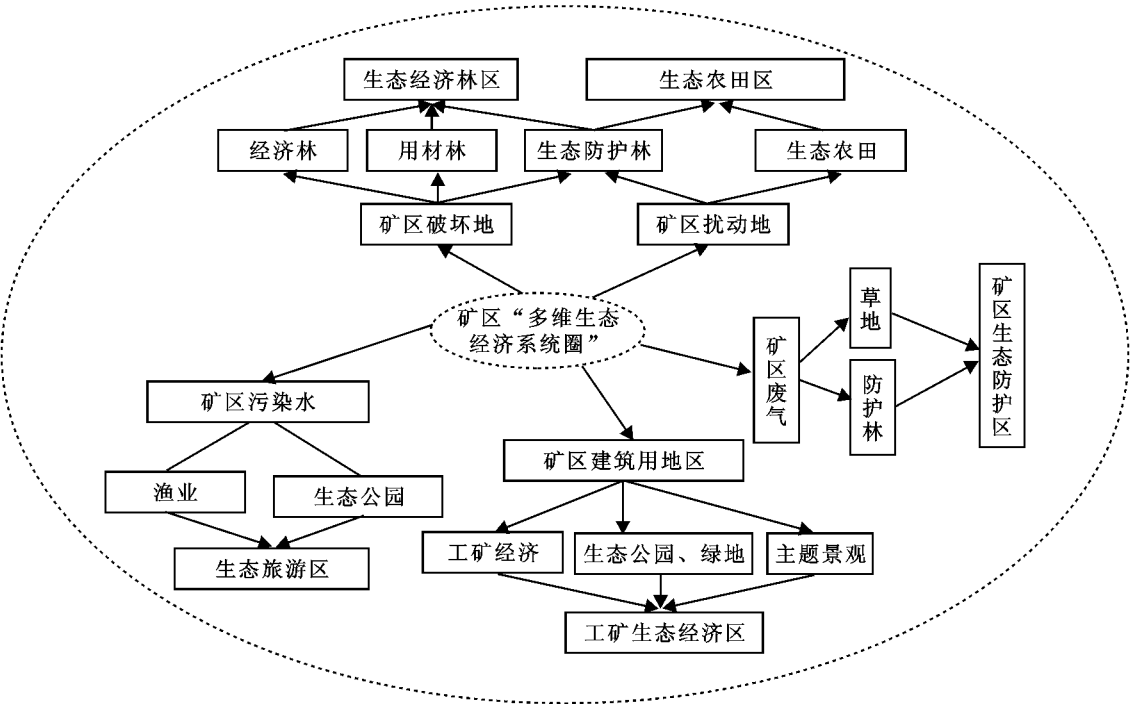 生态经济林区
生态农田区
经济林
用材林
生态防护林
生态农田
矿区破坏地
矿区扰动地
矿区“多维生态
经济系统圈”
矿区废气
草地
防护林
矿区生态防护区
矿区污染水
渔业
生态公园
生态旅游区
矿区建筑用地区
工矿经济
生态公园、绿地
主题景观
工矿生态经济区